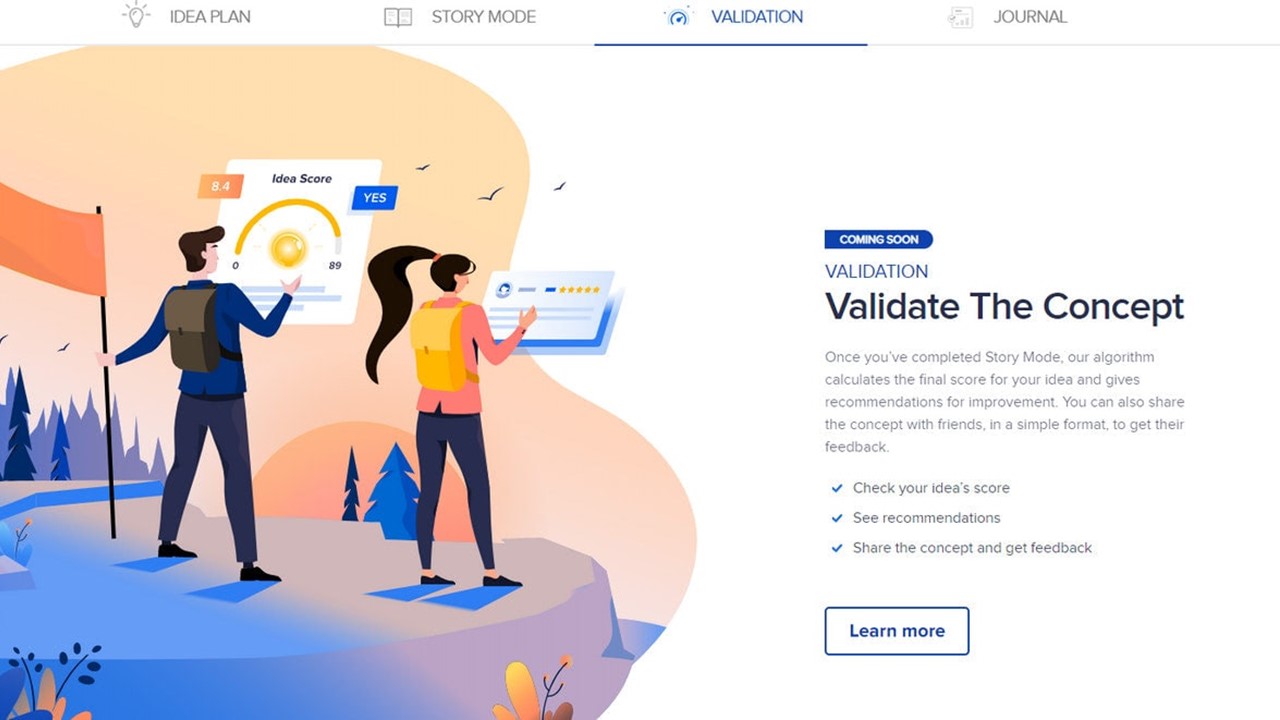 IDEA PLAN
STORY MODE
VALIDATION
JOURNAL
8.4
Idea Score
YES
0
89
COMING SOON
VALIDATION
Validate The Concept
Once you’ve completed Story Mode, our algorithm
calculates the final score for your idea and gives
recommendations for improvement. You can also share
the concept with friends, in a simple format, to get their
feedback.
Check your idea’s score
See recommendations
Share the concept and get feedback
Learn more